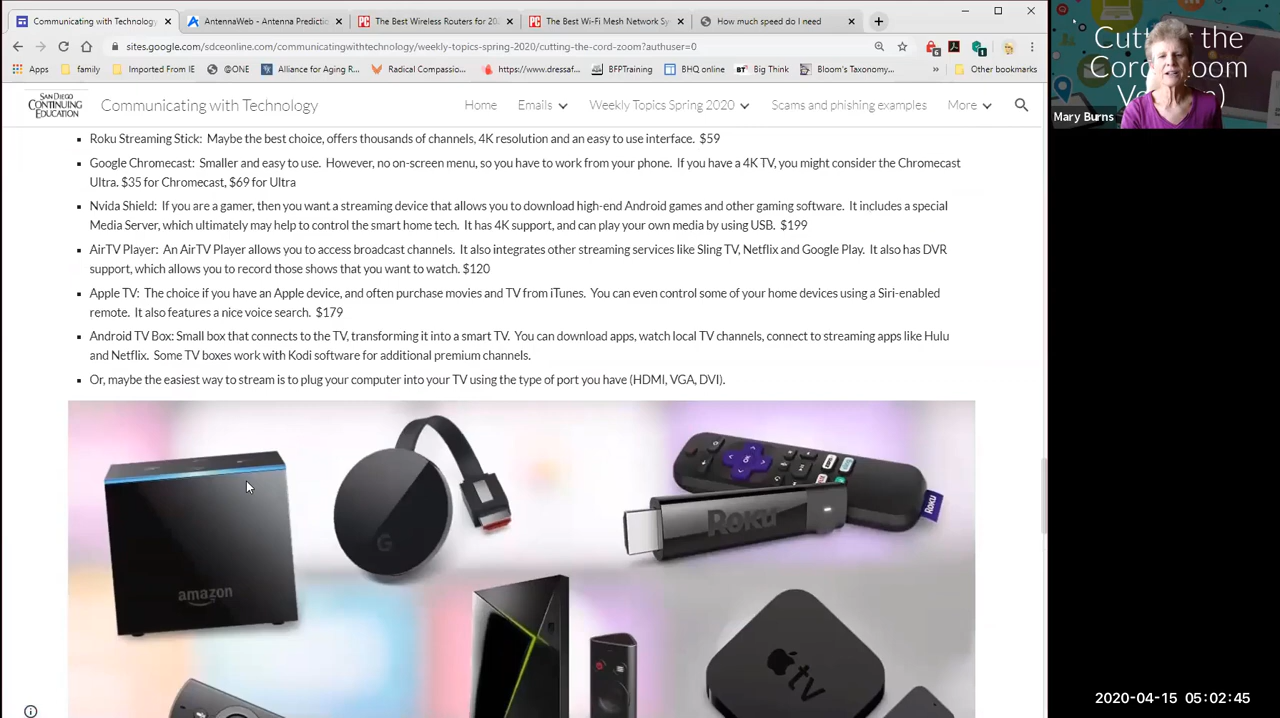 Communicating with Technology
AntennaWeb - Antenna Predictio
The Best Wireless Routers for 202
The Best Wi-Fi Mesh Network Sy
How much speed do I need
sites.google.com/sdceonline.com/communicatingwithtechnology/weekly-topics-spring-2020/cutting-the-cord-zoom?authuser=0
Apps family Imported From IE @ONE Alliance for Aging R... Radical Compassio... https://www.dressaf... BFPTraining BHQ online Big Think Bloom's Taxonomy... » Other bookmarks
SAN DIEGO
CONTINUING
EDUCATION
Communicating with Technology
Home Emails Weekly Topics Spring 2020 Scams and phishing examples More
Roku Streaming Stick: Maybe the best choice, offers thousands of channels, 4K resolution and an easy to use interface. $59
Google Chromecast: Smaller and easy to use. However, no on-screen menu, so you have to work from your phone. If you have a 4K TV, you might consider the Chromecast
Ultra. $35 for Chromecast, $69 for Ultra
Nvida Shield: If you are a gamer, then you want a streaming device that allows you to download high-end Android games and other gaming software. It includes a special
Media Server, which ultimately may help to control the smart home tech. It has 4K support, and can play your own media by using USB. $199
AirTV Player: An AirTV Player allows you to access broadcast channels. It also integrates other streaming services like Sling TV, Netflix and Google Play. It also has DVR
support, which allows you to record those shows that you want to watch. $120
Apple TV: The choice if you have an Apple device, and often purchase movies and TV from iTunes. You can even control some of your home devices using a Siri-enabled
remote. It also features a nice voice search. $179
Android TV Box: Small box that connects to the TV, transforming it into a smart TV. You can download apps, watch local TV channels, connect to streaming apps like Hulu
and Netflix. Some TV boxes work with Kodi software for additional premium channels.
Or, maybe the easiest way to stream is to plug your computer into your TV using the type of port you have (HDMI, VGA, DVI).
OK
Roku
Roku
G
amazon
tv
the
Mary Burns
2020-04-15 05:02:45